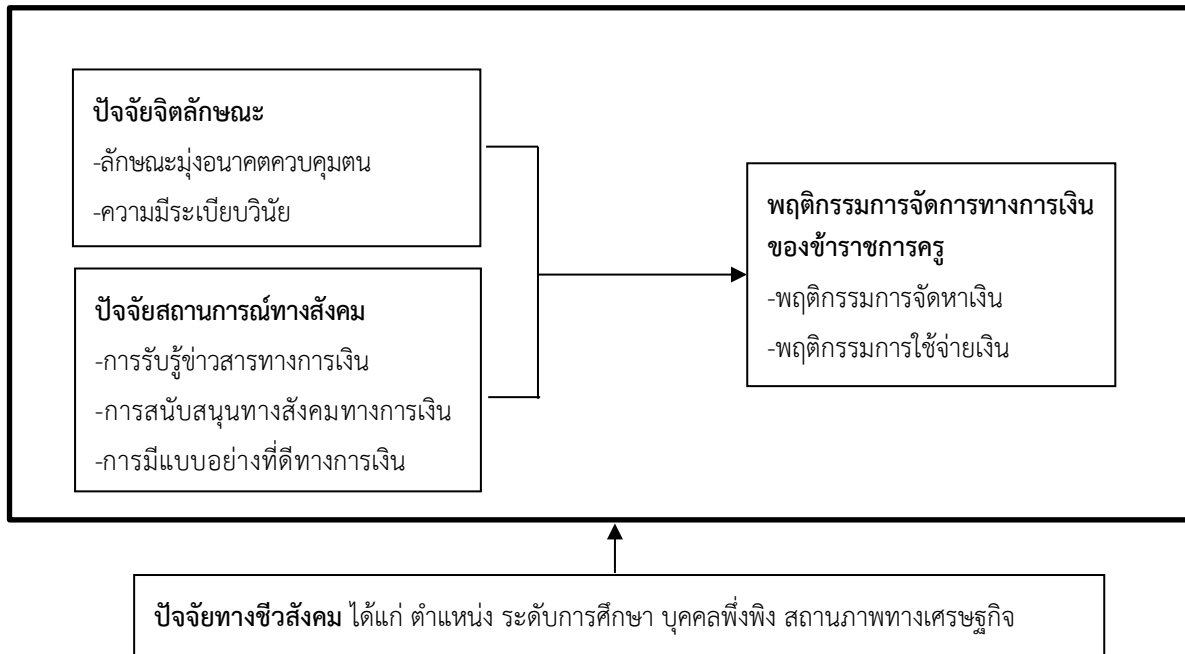 ปัจจัยจิตลักษณะ
-ลักษณะมุ่งอนาคตควบคุมตน
-ความมีระเบียบวินัย
ปัจจัยสถานการณ์ทางสังคม
-การรับรู้ข่าวสารทางการเงิน
-การสนับสนุนทางสังคมทางการเงิน
-การมีแบบอย่างที่ดีทางการเงิน
พฤติกรรมการจัดการทางการเงิน
ของข้าราชการครู
-พฤติกรรมการจัดหาเงิน
-พฤติกรรมการใช้จ่ายเงิน
ปัจจัยทางชีวสังคม ได้แก่ ตำแหน่ง ระดับการศึกษา บุคคลพึ่งพิง สถานภาพทางเศรษฐกิจ